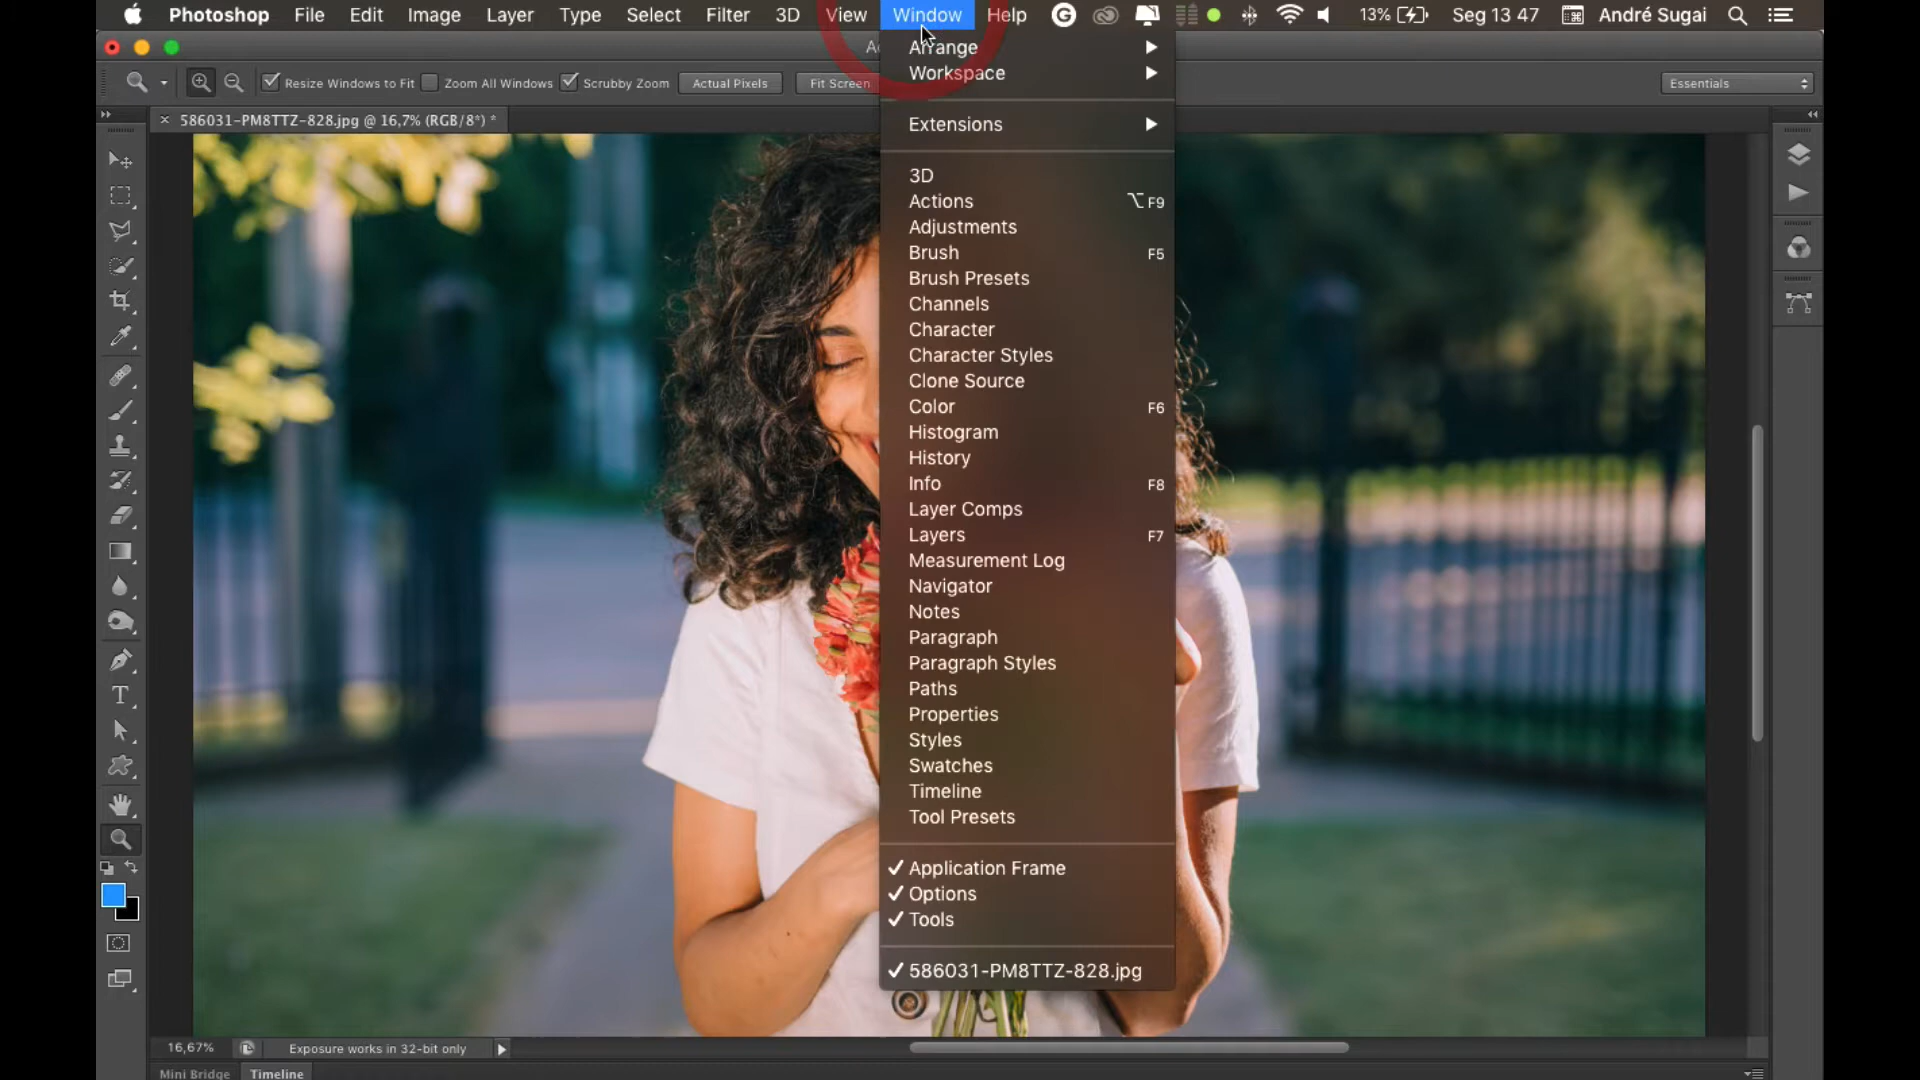 Photoshop File Edit Image Layer Type Select Filter 3D View Window Help 13% Seg 13 47 André Sugai
Resize Windows to Fit Zoom All Windows Scrubby Zoom Actual Pixels Fit Screen Essentials
586031-PM8TTZ-828.jpg @ 16,7% (RGB/8*) *
Arrange
Workspace
Extensions
3D
Actions ⌥F9
Adjustments
Brush F5
Brush Presets
Channels
Character
Character Styles
Clone Source
Color F6
Histogram
History
Info F8
Layer Comps
Layers F7
Measurement Log
Navigator
Notes
Paragraph
Paragraph Styles
Paths
Properties
Styles
Swatches
Timeline
Tool Presets
✓ Application Frame
✓ Options
✓ Tools
✓ 586031-PM8TTZ-828.jpg
16,67% Exposure works in 32-bit only
Mini Bridge Timeline